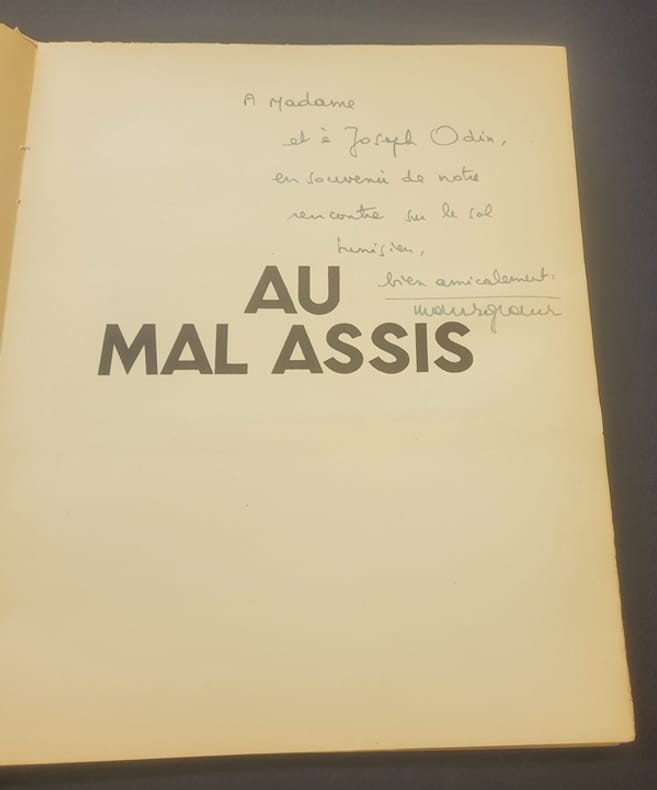 A Madame
et à Joseph Odin,
en souvenir de notre
rencontre sur le sol
tunisien,
bien amicalement:
AU
MAL ASSIS